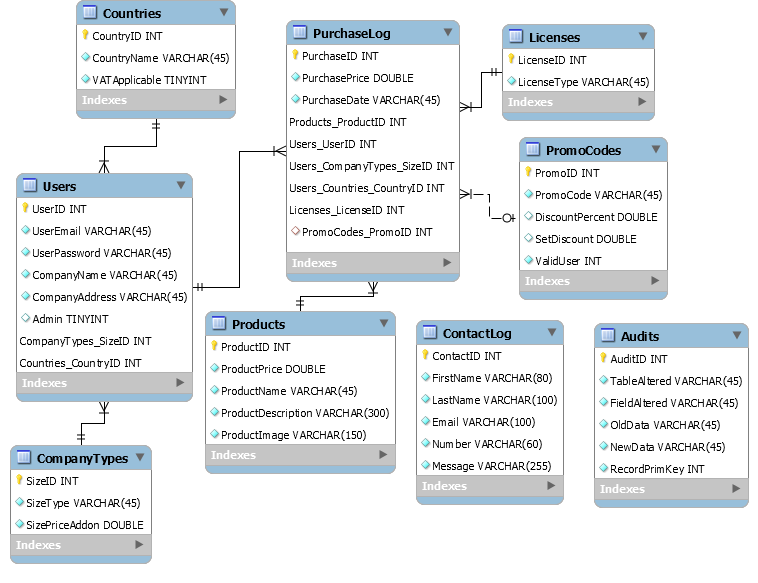 Countries
CountryID INT
CountryName VARCHAR(45)
VATApplicable TINYINT
Indexes
PurchaseLog
PurchaseID INT
PurchasePrice DOUBLE
PurchaseDate VARCHAR(45)
Products_ProductID INT
Users_UserID INT
Users_CompanyTypes_SizeID INT
Users_Countries_CountryID INT
Licenses_LicenseID INT
PromoCodes_PromoID INT
Indexes
Licenses
LicenseID INT
LicenseType VARCHAR(45)
Indexes
PromoCodes
PromoID INT
PromoCode VARCHAR(45)
DiscountPercent DOUBLE
SetDiscount DOUBLE
ValidUser INT
Indexes
Users
UserID INT
UserEmail VARCHAR(45)
UserPassword VARCHAR(45)
CompanyName VARCHAR(45)
CompanyAddress VARCHAR(45)
Admin TINYINT
CompanyTypes_SizeID INT
Countries_CountryID INT
Indexes
Products
ProductID INT
ProductPrice DOUBLE
ProductName VARCHAR(45)
ProductDescription VARCHAR(300)
ProductImage VARCHAR(150)
Indexes
ContactLog
ContactID INT
FirstName VARCHAR(80)
LastName VARCHAR(100)
Email VARCHAR(100)
Number VARCHAR(60)
Message VARCHAR(255)
Indexes
Audits
AuditID INT
TableAltered VARCHAR(45)
FieldAltered VARCHAR(45)
OldData VARCHAR(45)
NewData VARCHAR(45)
RecordPrimKey INT
Indexes
CompanyTypes
SizeID INT
SizeType VARCHAR(45)
SizePriceAddon DOUBLE
Indexes